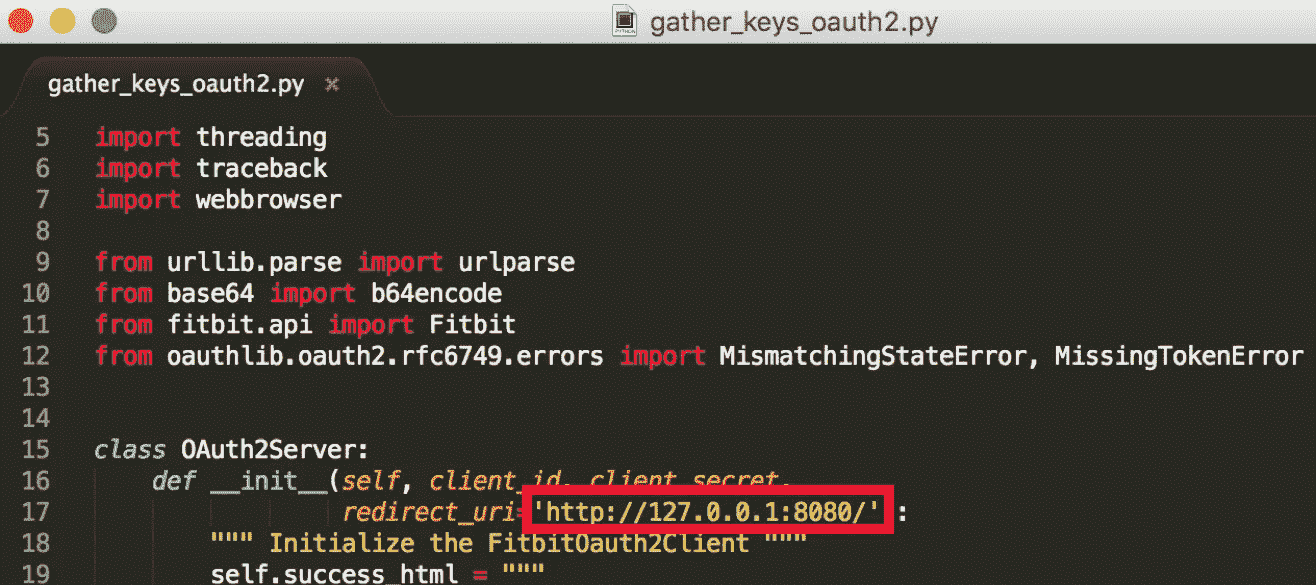 gather_keys_oauth2.py
gather_keys_oauth2.py ×
5 import threading
6 import traceback
7 import webbrowser
8
9 from urllib.parse import urlparse
10 from base64 import b64encode
11 from fitbit.api import Fitbit
12 from oauthlib.oauth2.rfc6749.errors import MismatchingStateError, MissingTokenError
13
14
15 class OAuth2Server:
16 def __init__(self, client_id, client_secret,
17 redirect_uri='http://127.0.0.1:8080/':
18 """ Initialize the FitbitOauth2Client """
19 self.success_html = """